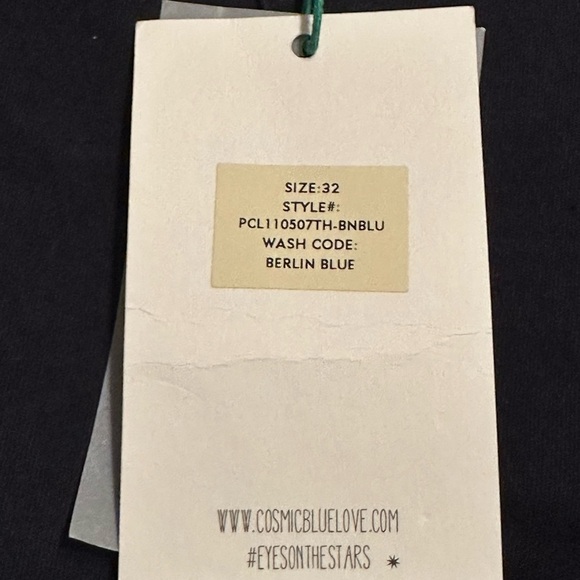 SIZE:32
STYLE#:
PCL110507TH-BNBLU
WASH CODE:
BERLIN BLUE
WWW.COSMICBLUELOVE.COM
#EYESONTHESTARS